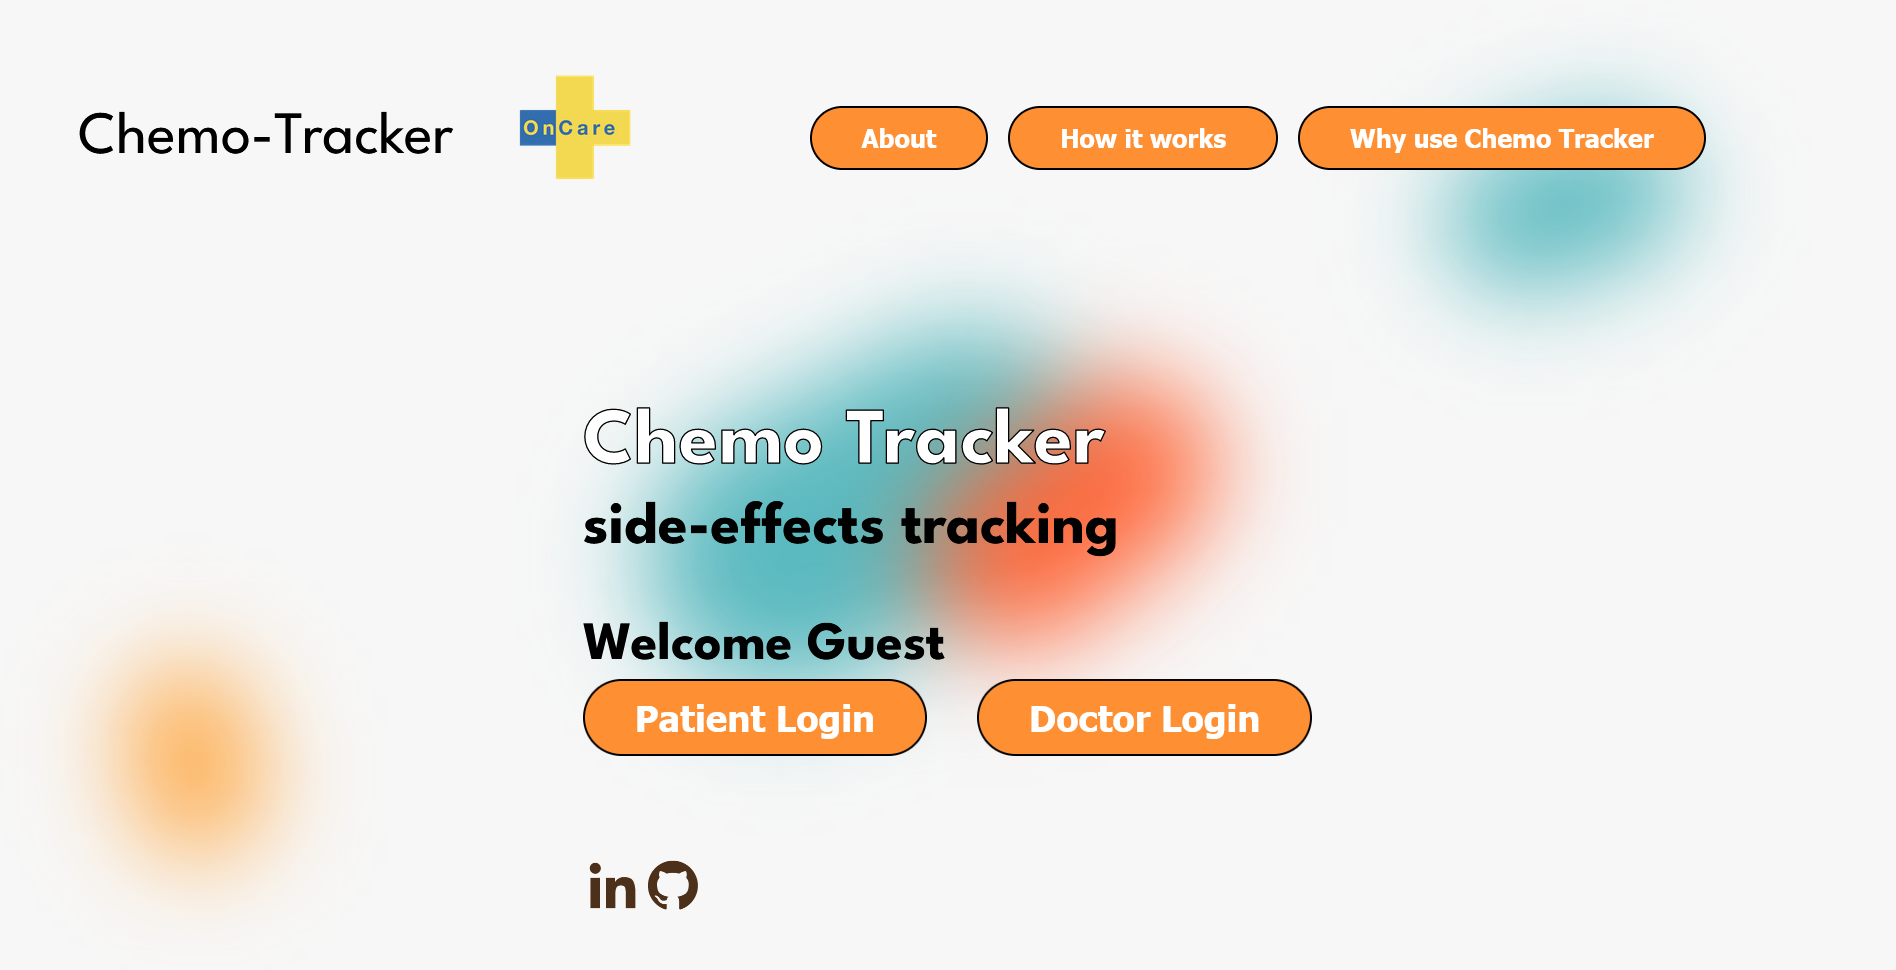 Chemo-Tracker
OnCare
About
How it works
Why use Chemo Tracker
Chemo Tracker
side-effects tracking
Welcome Guest
Patient Login
Doctor Login
in